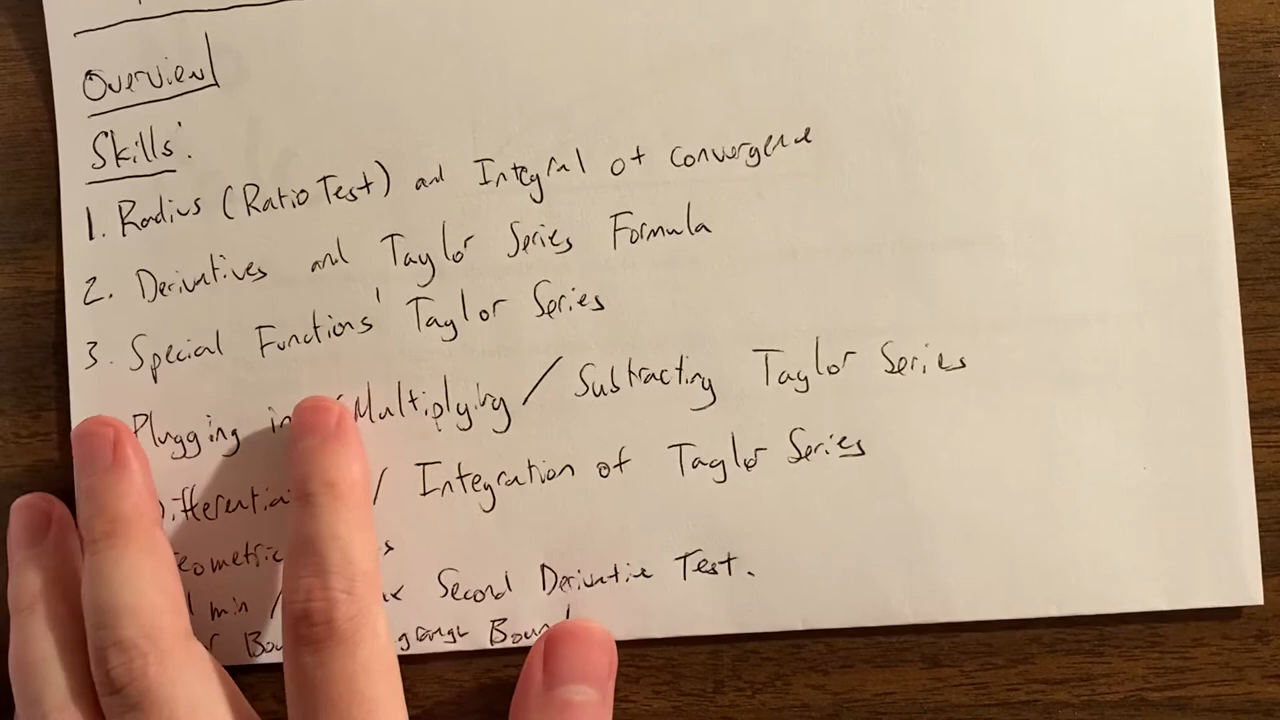 Overview
Skills:
1. Radius (Ratio Test) and Integral of Convergence
2. Derivatives and Taylor Series Formula
3. Special Functions' Taylor Series
Plugging in / Multiplying / Subtracting Taylor Series
/ Integration of Taylor Series
min / Second Derivative Test.